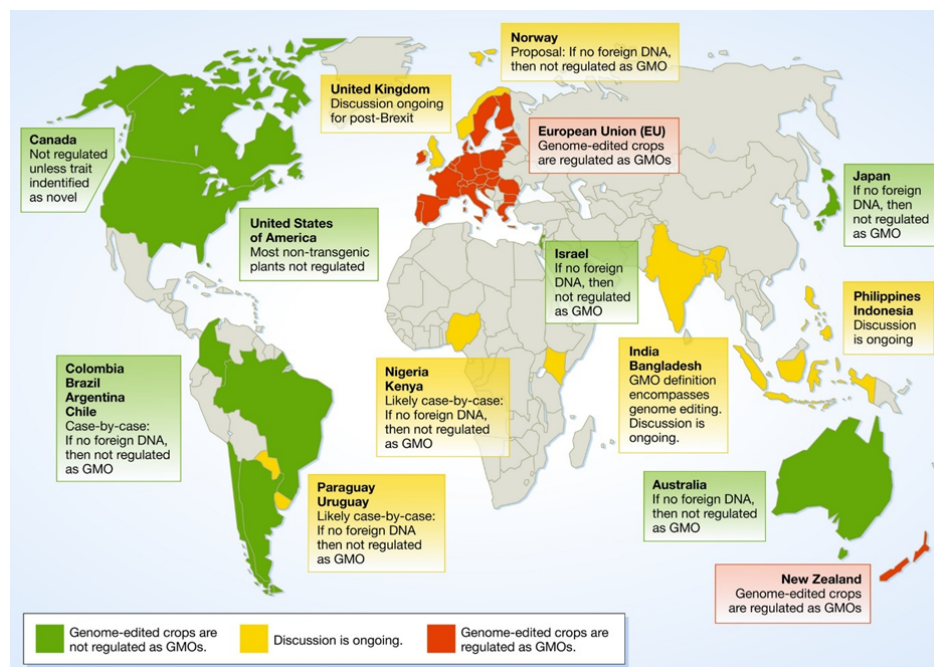 Norway
Proposal: If no foreign DNA,
then not regulated as GMO
United Kingdom
Discussion ongoing
for post-Brexit
European Union (EU)
Genome-edited crops
are regulated as GMOs
Canada
Not regulated
unless trait
indentified
as novel
Japan
If no foreign
DNA, then
not regulated
as GMO
United States
of America
Most non-transgenic
plants not regulated
Israel
If no foreign
DNA, then
not regulated
as GMO
Philippines
Indonesia
Discussion
is ongoing
India
Bangladesh
GMO definition
encompasses
genome editing.
Discussion is
ongoing.
Colombia
Brazil
Argentina
Chile
Case-by-case:
If no foreign DNA,
then not regulated
as GMO
Nigeria
Kenya
Likely case-by-case:
If no foreign DNA,
then not regulated
as GMO
Paraguay
Uruguay
Likely case-by-case:
If no foreign DNA
then not regulated
as GMO
Australia
If no foreign DNA,
then not regulated
as GMO
New Zealand
Genome-edited crops
are regulated as GMOs
Genome-edited crops are
not regulated as GMOs.
Discussion is ongoing.
Genome-edited crops are
regulated as GMOs.